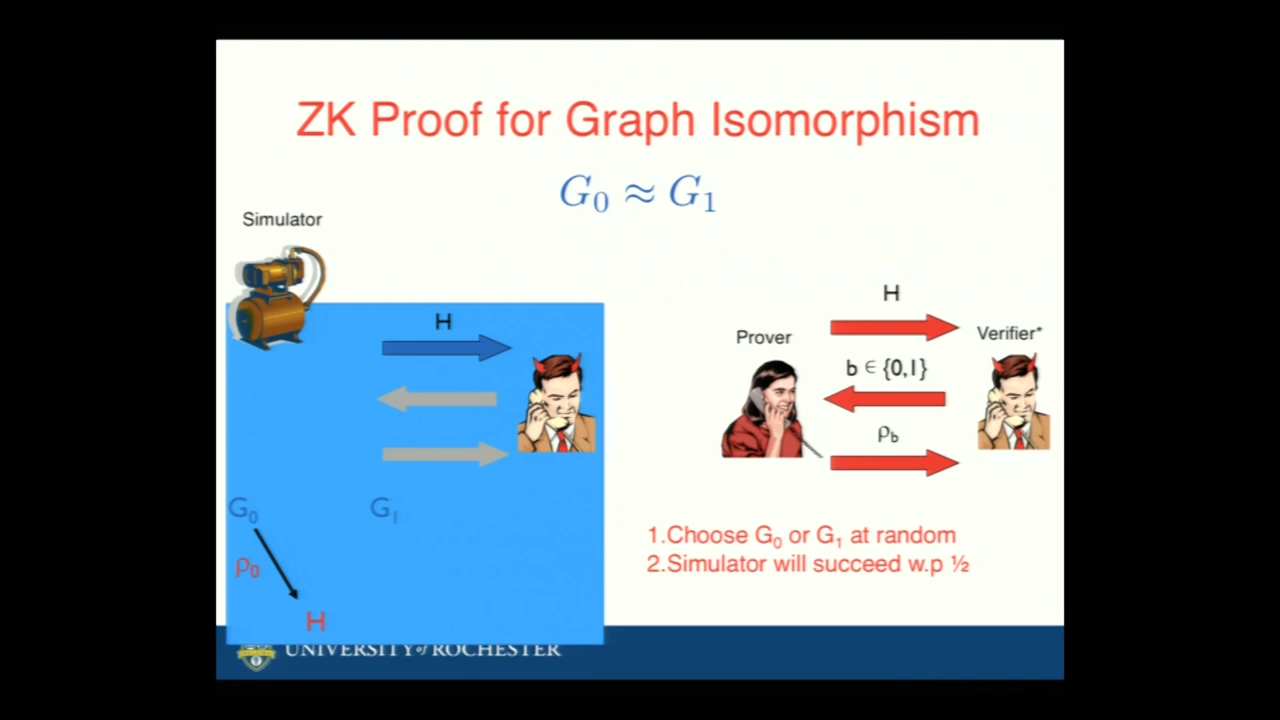 ZK Proof for Graph Isomorphism
G₀ ≈ G₁
Simulator
H
G₀
G₁
ρ₀
H
H
Prover
Verifier*
b ∈ {0,1}
ρb
1.Choose G₀ or G₁ at random
2.Simulator will succeed w.p ½
UNIVERSITY of ROCHESTER